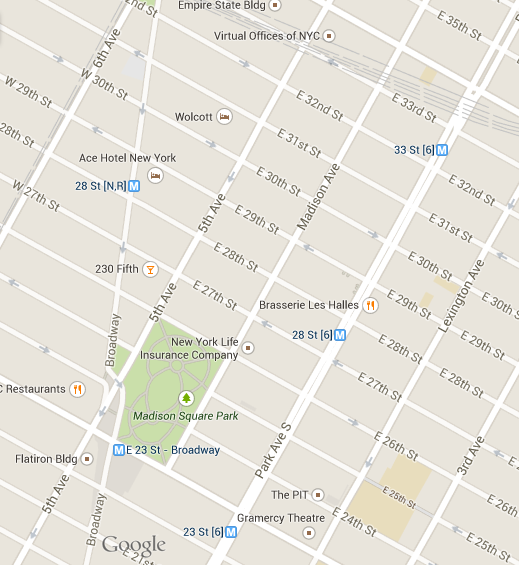 Empire State Bldg
2nd St
Virtual Offices of NYC
E 35th St
6th Ave
W 30th St
W 29th St
E 32nd St
E 33rd St
Wolcott
28th St
E 31st St
33 St [6]
Ace Hotel New York
28 St [N,R]
E 30th St
E 32nd St
W 27th St
5th Ave
Madison Ave
E 29th St
E 31st St
E 28th St
E 30th St
230 Fifth
Lexington Ave
E 27th St
5th Ave
E 29th St
E 30th St
Brasserie Les Halles
28 St [6]
Broadway
New York Life
Insurance Company
E 28th St
E 29th St
C Restaurants
E 27th St
E 28th St
Madison Square Park
E 23 St - Broadway
Park Ave S
E 26th St
3rd Ave
Flatiron Bldg
5th Ave
The PIT
E 25th St
E 26th St
Broadway
Gramercy Theatre
E 24th St
23 St [6]
E 25th St
Google
E 21st